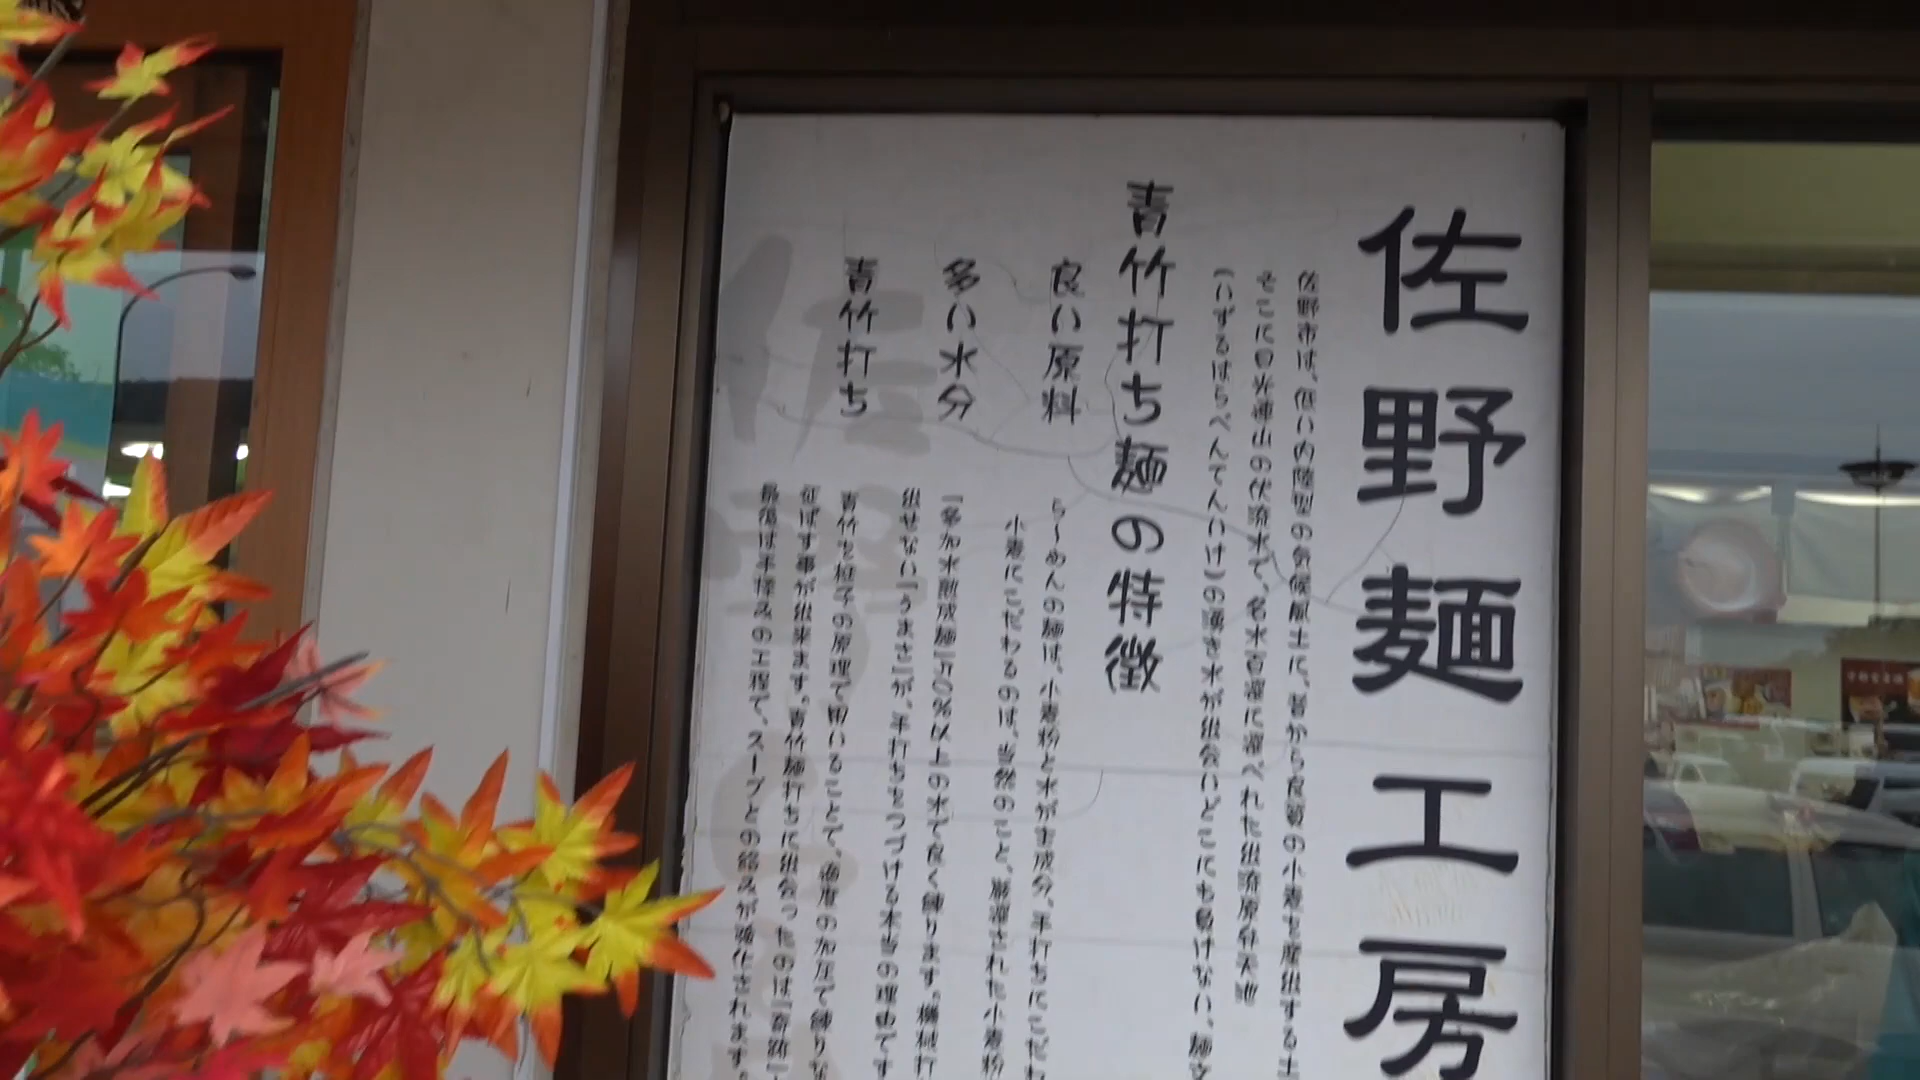 佐野麺工房
佐野市は、低い内陸型の気候風土に、昔から良質の小麦を産出する土
そこに日光連山の伏流水で、名水百選に選ばれた出流原弁天池
(いずるはらべんてんいけ)の湧き水が出会いどこにも負けない、麺文
青竹打ち麺の特徴
良い原料
ら〜めんの麺は、小麦粉と水が主成分。手打ちにこだわ
小麦にこだわるのは、当然のこと。厳選された小麦粉
多い水分
「多加水熟成麺」70%以上の水で良く練ります。機械打
出せない「うまさ」が、手打ちをつづける本当の理由です
青竹打ち
青竹を梃子の原理で用いることで、適度の加圧で練りな
延ばす事が出来ます。青竹麺打ちに出会ったのは「奇跡」
最後は手揉みの工程で、スープとの絡みが強化されます。